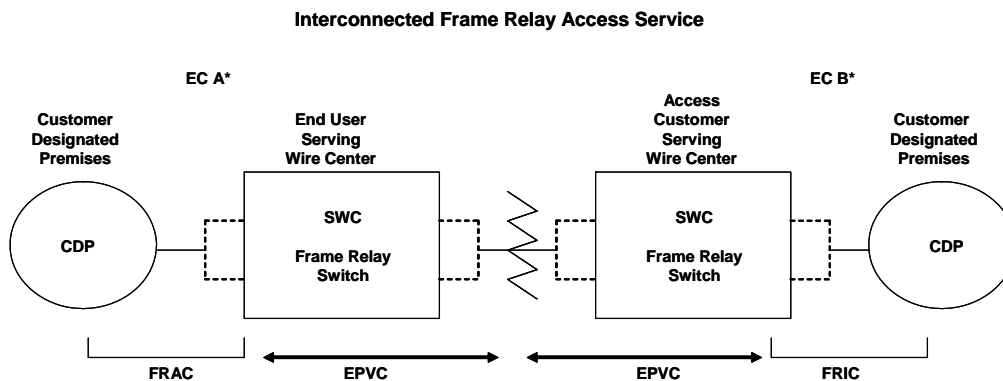 Interconnected Frame Relay Access Service
EC A*
EC B*
Customer
Designated
Premises
End User
Serving
Wire Center
Access
Customer
Serving
Wire Center
Customer
Designated
Premises
CDP
SWC
Frame Relay
Switch
SWC
Frame Relay
Switch
CDP
FRAC
EPVC
EPVC
FRIC